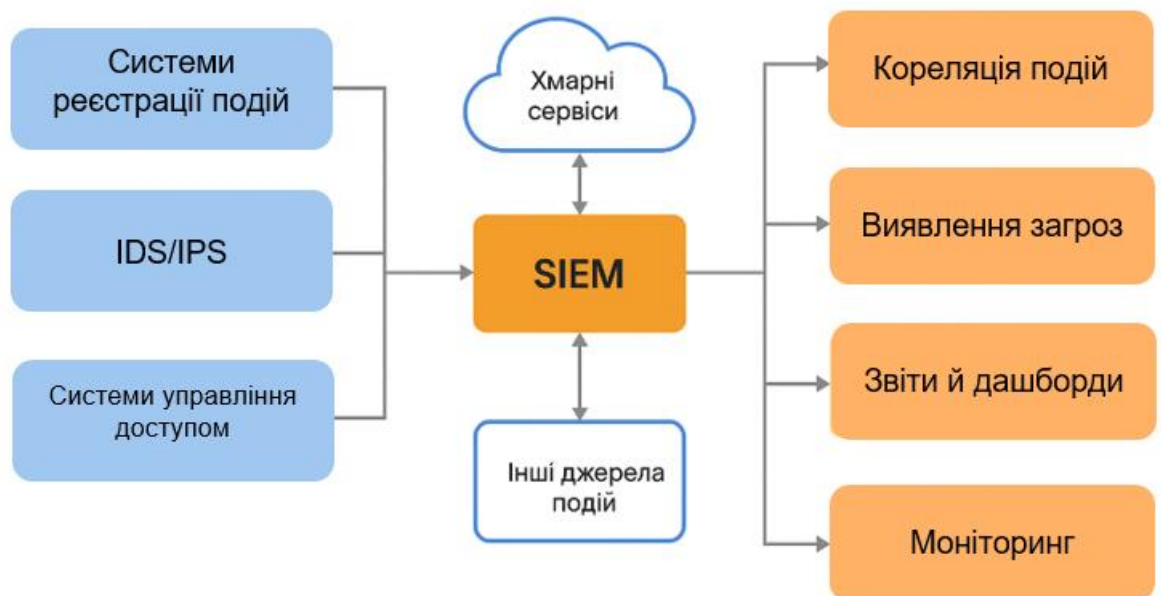 Системи
реєстрації подій
IDS/IPS
Системи управління
доступом
Хмарні
сервіси
SIEM
Інші джерела
подій
Кореляція подій
Виявлення загроз
Звіти й дашборди
Моніторинг